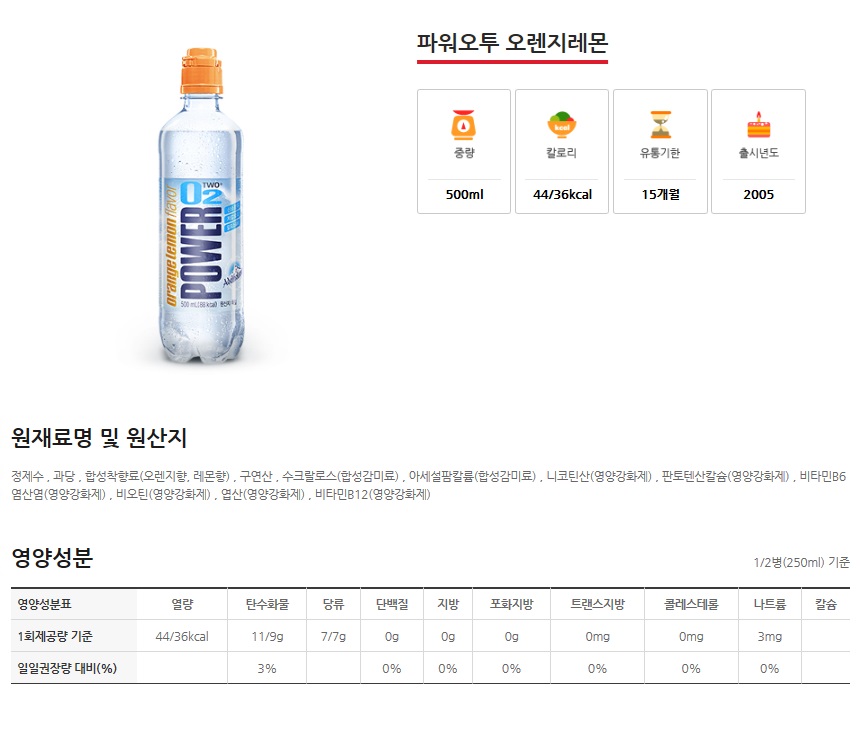 파워오투 오렌지레몬
중량
칼로리
유통기한
출시년도
kcal
500ml
44/36kcal
15개월
2005
TWO
O2
POWER
orange lemon flavor
원재료명 및 원산지
정제수 , 과당 , 합성착향료(오렌지향, 레몬향) , 구연산 , 수크랄로스(합성감미료) , 아세설팜칼륨(합성감미료) , 니코틴산(영양강화제) , 판토텐산칼슘(영양강화제) , 비타민B6
염산염(영양강화제) , 비오틴(영양강화제) , 엽산(영양강화제) , 비타민B12(영양강화제)
영양성분
1/2병(250ml) 기준
영양성분표 열량 탄수화물 당류 단백질 지방 포화지방 트랜스지방 콜레스테롤 나트륨 칼슘
1회제공량 기준 44/36kcal 11/9g 7/7g 0g 0g 0g 0mg 0mg 3mg
일일권장량 대비(%) 3% 0% 0% 0% 0% 0% 0%